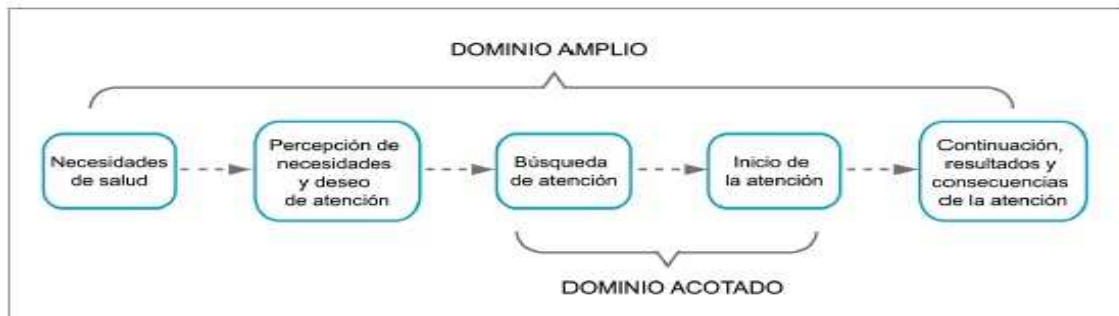 DOMINIO AMPLIO
Necesidades
de salud
Percepción de
necesidades
y deseo
de atención
Búsqueda
de atención
Inicio de
la atención
Continuación,
resultados y
consecuencias
de la atención
DOMINIO ACOTADO